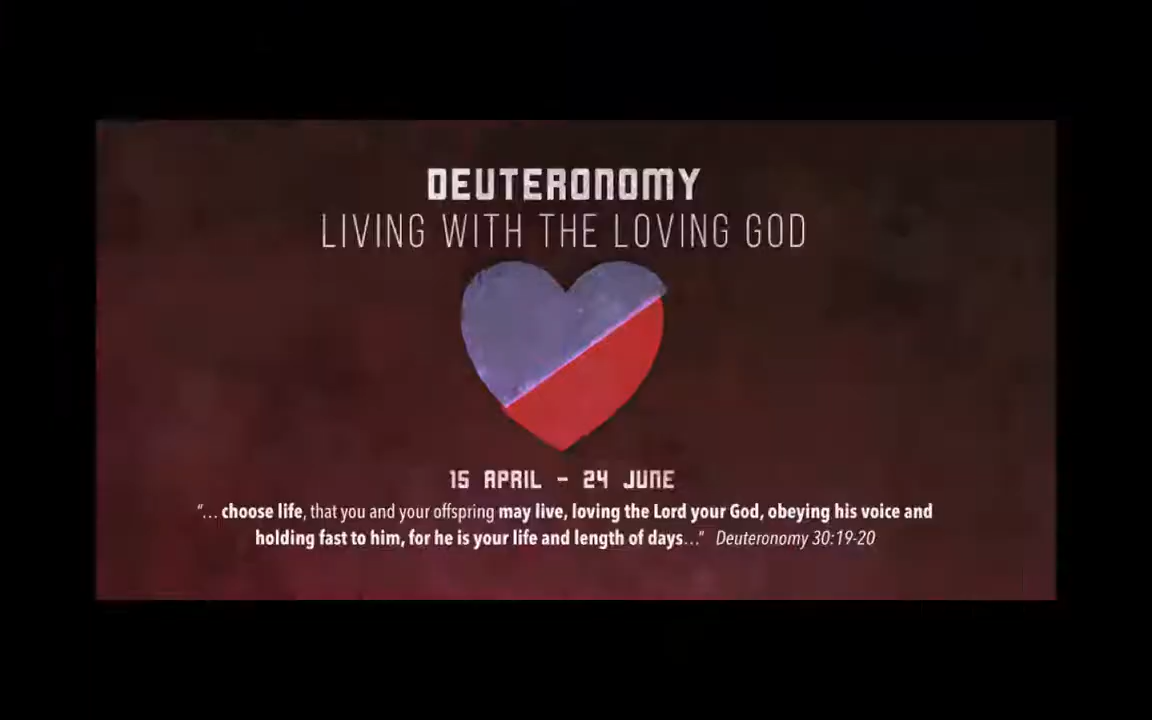 DEUTERONOMY
LIVING WITH THE LOVING GOD
15 APRIL - 24 JUNE
“... choose life, that you and your offspring may live, loving the Lord your God, obeying his voice and
holding fast to him, for he is your life and length of days...” Deuteronomy 30:19-20